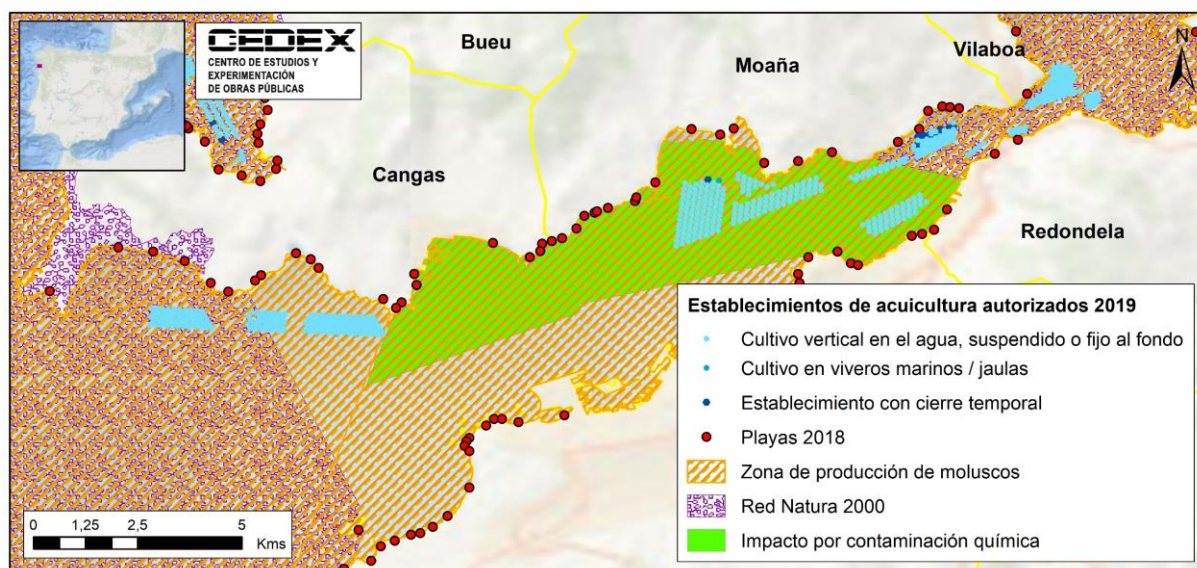 CEDEX
CENTRO DE ESTUDIOS Y
EXPERIMENTACIÓN
DE OBRAS PÚBLICAS
Bueu
Moaña
Vilaboa
N
Cangas
Redondela
Establecimientos de acuicultura autorizados 2019
Cultivo vertical en el agua, suspendido o fijo al fondo
Cultivo en viveros marinos / jaulas
Establecimiento con cierre temporal
Playas 2018
Zona de producción de moluscos
Red Natura 2000
Impacto por contaminación química
0 1,25 2,5 5
Kms